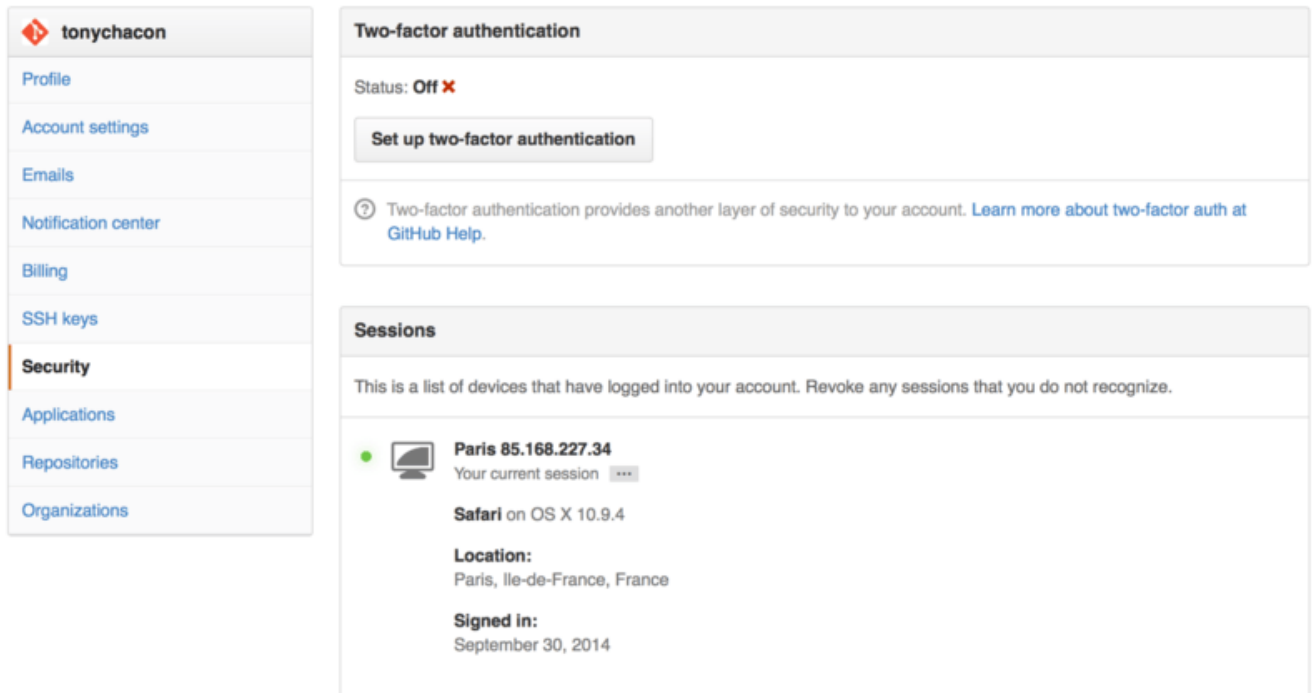 tonychacon
Profile
Account settings
Emails
Notification center
Billing
SSH keys
Security
Applications
Repositories
Organizations
Two-factor authentication
Status: Off ✖
Set up two-factor authentication
Two-factor authentication provides another layer of security to your account. Learn more about two-factor auth at
GitHub Help.
Sessions
This is a list of devices that have logged into your account. Revoke any sessions that you do not recognize.
Paris 85.168.227.34
Your current session ···
Safari on OS X 10.9.4
Location:
Paris, Ile-de-France, France
Signed in:
September 30, 2014